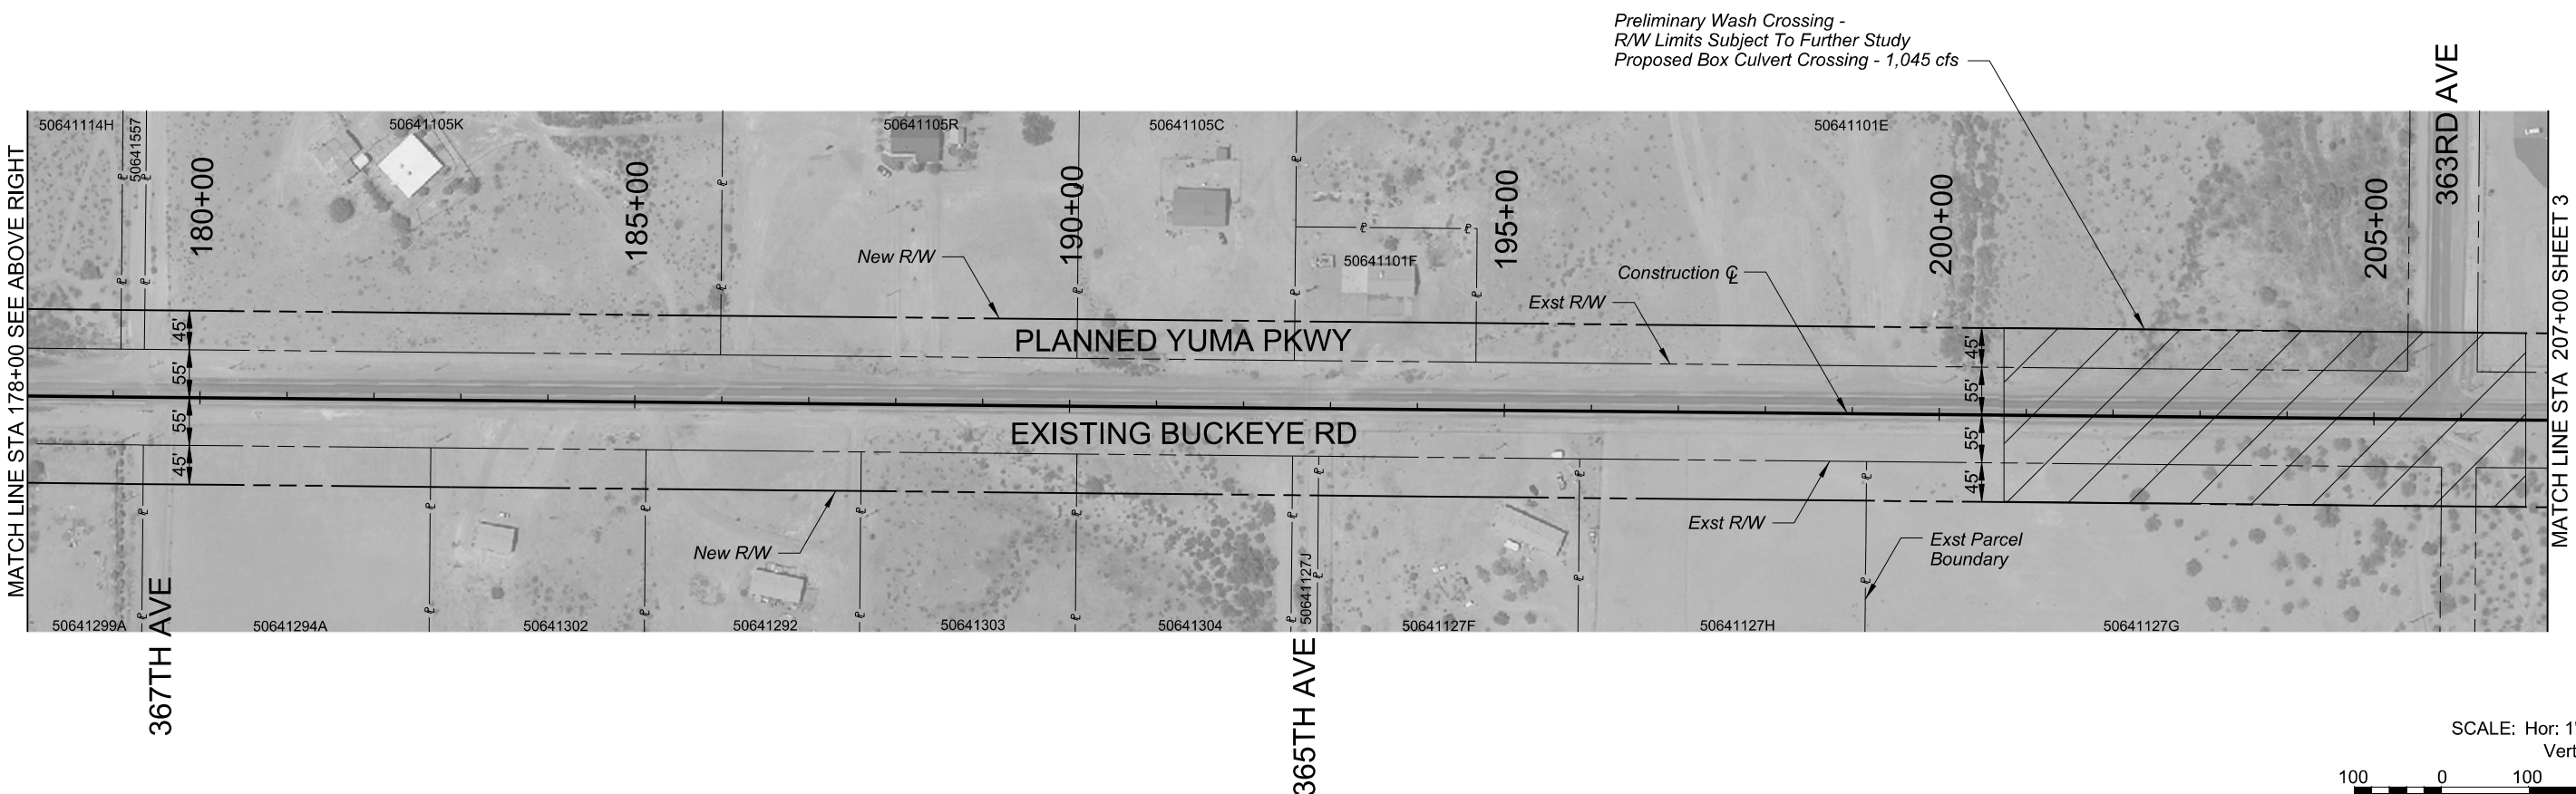 Preliminary Wash Crossing -
R/W Limits Subject To Further Study
Proposed Box Culvert Crossing - 1,045 cfs
363RD AVE
50641114H
50641557
50641105K
50641105R
50641105C
50641101E
MATCH LINE STA 178+00 SEE ABOVE RIGHT
180+00
185+00
190+00
195+00
200+00
205+00
MATCH LINE STA 207+00 SHEET 3
New R/W
50641101F
Construction ℄
Exst R/W
45'
55'
55'
45'
PLANNED YUMA PKWY
EXISTING BUCKEYE RD
45'
55'
55'
45'
New R/W
Exst R/W
Exst Parcel
Boundary
50641299A
50641294A
50641302
50641292
50641303
50641304
50641127J
50641127F
50641127H
50641127G
367TH AVE
365TH AVE
SCALE: Hor: 1"
Vert
100 0 100